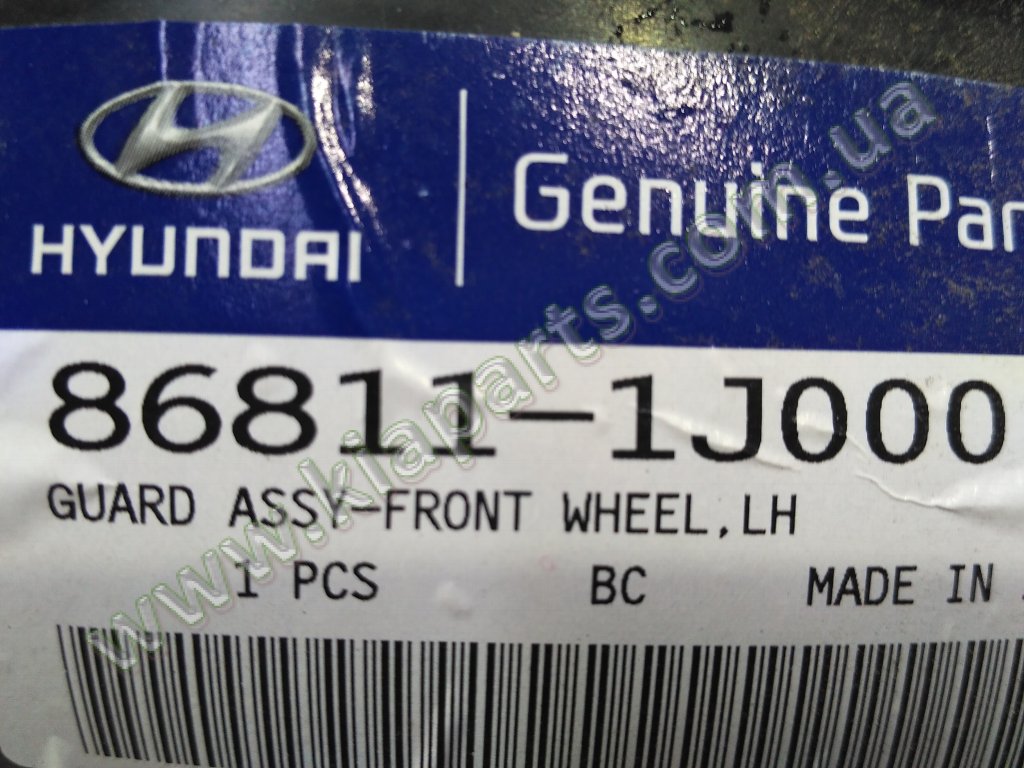 HYUNDAI
Genuine Par
86811-1J000
GUARD ASSY-FRONT WHEEL,LH
1 PCS BC MADE IN
www.kiaparts.com.ua